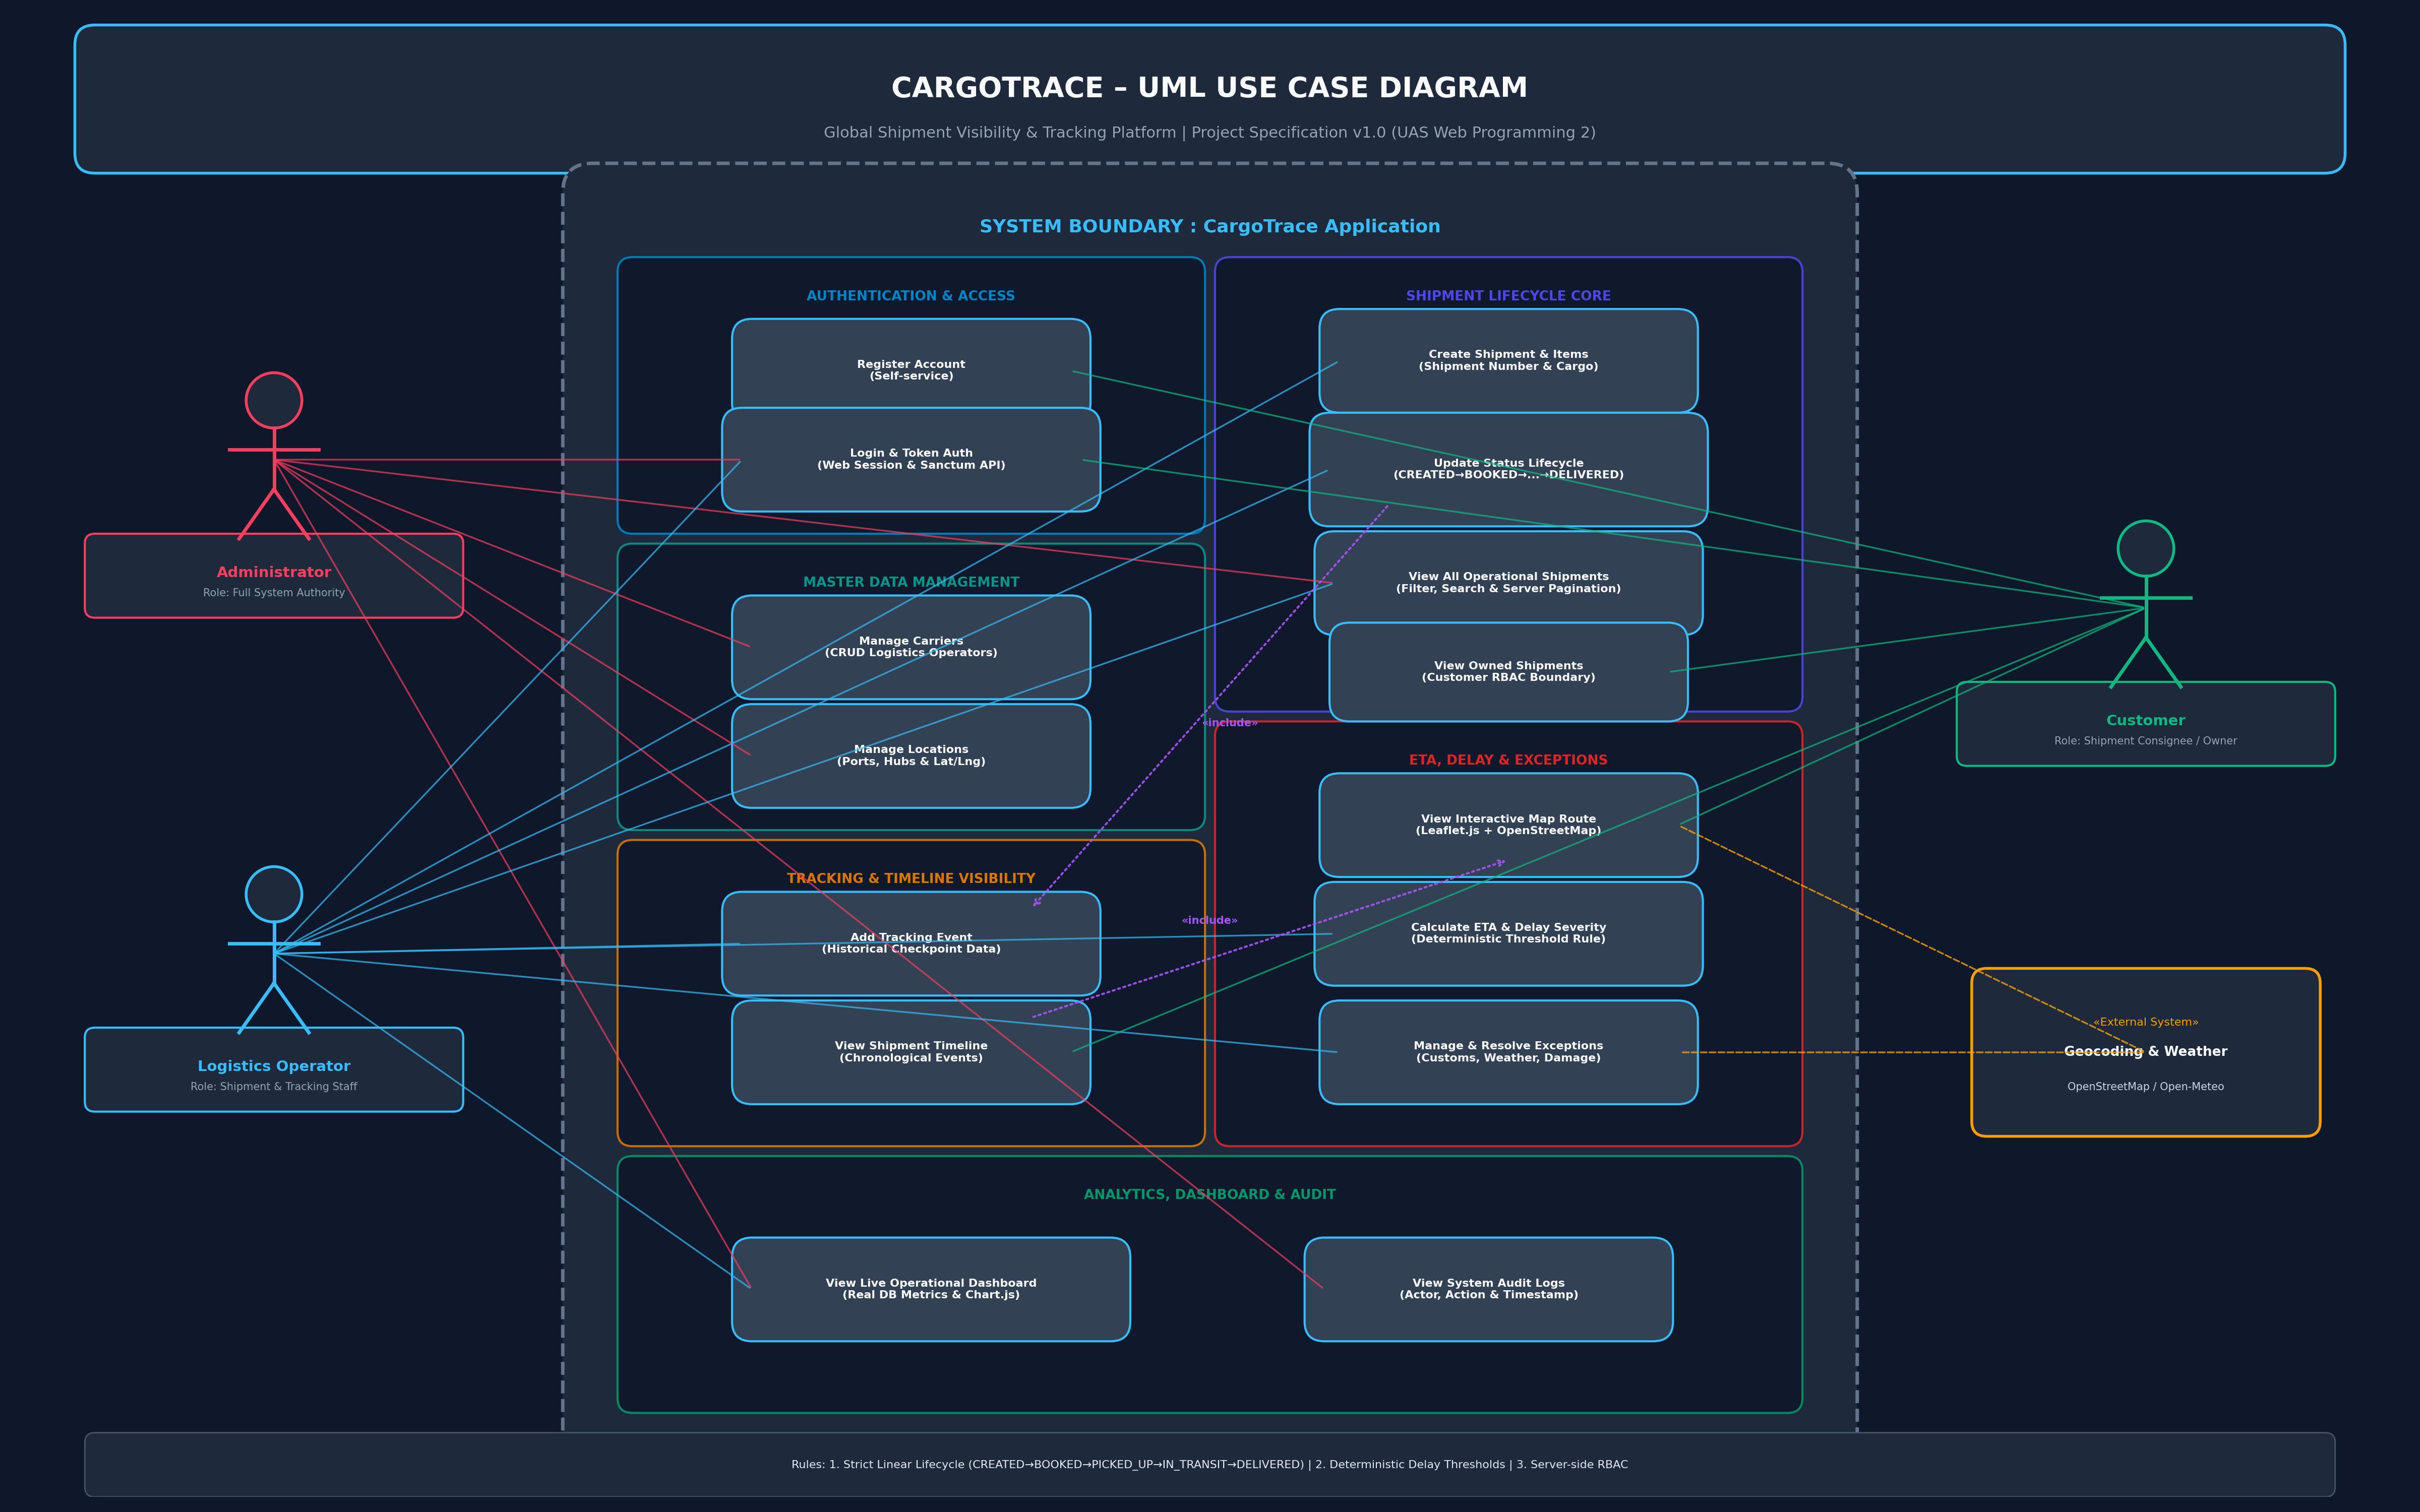 CARGOTRACE – UML USE CASE DIAGRAM
Global Shipment Visibility & Tracking Platform | Project Specification v1.0 (UAS Web Programming 2)
SYSTEM BOUNDARY : CargoTrace Application
AUTHENTICATION & ACCESS
Register Account
(Self-service)
Login & Token Auth
(Web Session & Sanctum API)
SHIPMENT LIFECYCLE CORE
Create Shipment & Items
(Shipment Number & Cargo)
Update Status Lifecycle
(CREATED→BOOKED→...→DELIVERED)
View All Operational Shipments
(Filter, Search & Server Pagination)
View Owned Shipments
(Customer RBAC Boundary)
Administrator
Role: Full System Authority
MASTER DATA MANAGEMENT
Manage Carriers
(CRUD Logistics Operators)
Manage Locations
(Ports, Hubs & Lat/Lng)
«include»
Customer
Role: Shipment Consignee / Owner
ETA, DELAY & EXCEPTIONS
View Interactive Map Route
(Leaflet.js + OpenStreetMap)
Calculate ETA & Delay Severity
(Deterministic Threshold Rule)
Manage & Resolve Exceptions
(Customs, Weather, Damage)
TRACKING & TIMELINE VISIBILITY
Add Tracking Event
(Historical Checkpoint Data)
View Shipment Timeline
(Chronological Events)
«include»
Logistics Operator
Role: Shipment & Tracking Staff
«External System»
Geocoding & Weather
OpenStreetMap / Open-Meteo
ANALYTICS, DASHBOARD & AUDIT
View Live Operational Dashboard
(Real DB Metrics & Chart.js)
View System Audit Logs
(Actor, Action & Timestamp)
Rules: 1. Strict Linear Lifecycle (CREATED→BOOKED→PICKED_UP→IN_TRANSIT→DELIVERED) | 2. Deterministic Delay Thresholds | 3. Server-side RBAC